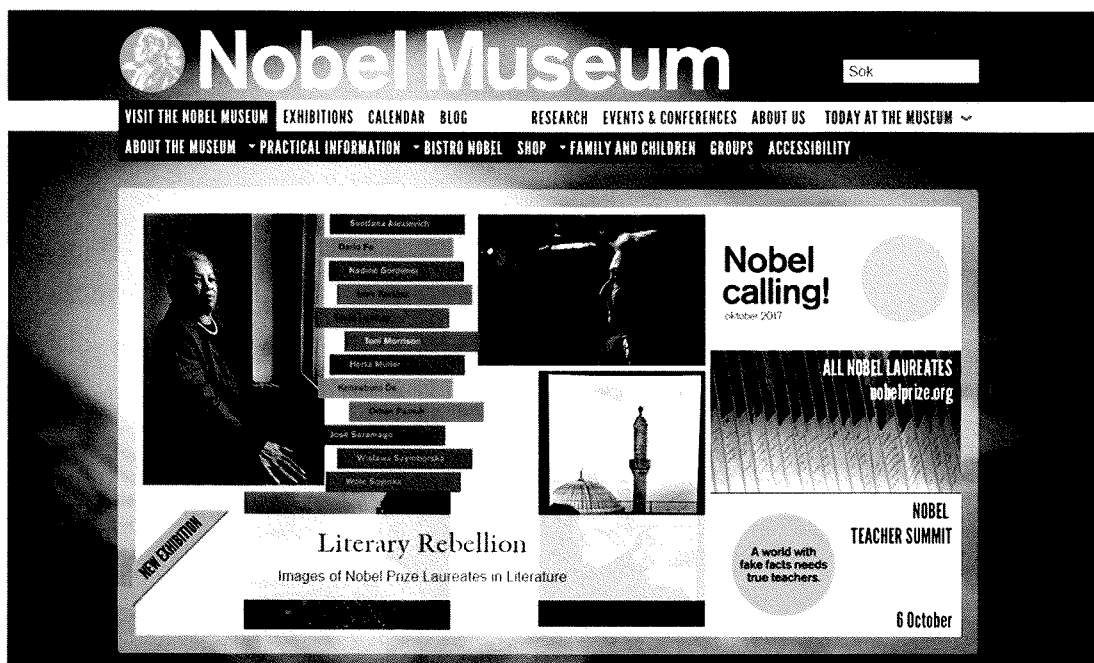 Nobel Museum
Sok
VISIT THE NOBEL MUSEUM EXHIBITIONS CALENDAR BLOG RESEARCH EVENTS & CONFERENCES ABOUT US TODAY AT THE MUSEUM
ABOUT THE MUSEUM PRACTICAL INFORMATION BISTRO NOBEL SHOP FAMILY AND CHILDREN GROUPS ACCESSIBILITY
Svetlana Alexievich
Dario Fo
Nadine Gordimer
Toni Morrison
Herta Müller
Orhan Pamuk
José Saramago
Wisława Szymborska
Wole Soyinka
Literary Rebellion
Images of Nobel Prize Laureates in Literature
NEW EXHIBITION
Nobel
calling!
oktober 2017
ALL NOBEL LAUREATES
nobelprize.org
NOBEL
TEACHER SUMMIT
A world with
fake facts needs
true teachers.
6 October